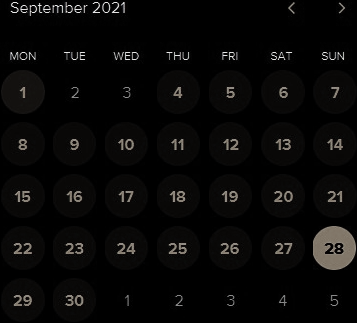 September 2021
MON TUE WED THU FRI SAT SUN
1 2 3 4 5 6 7
8 9 10 11 12 13 14
15 16 17 18 19 20 21
22 23 24 25 26 27 28
29 30 1 2 3 4 5